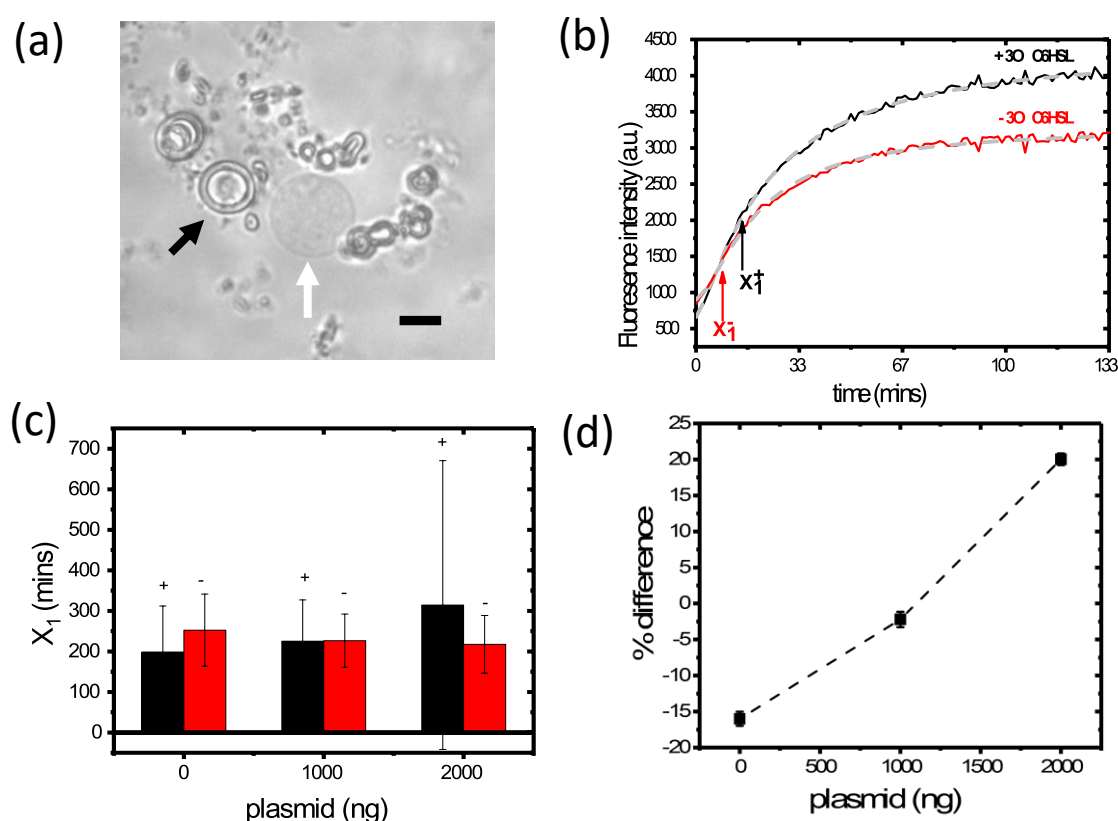 (a)
(b)
4500
4000
3500
3000
2500
2000
1500
1000
500
Fluoresence intensity (a.u.)
+3O C6HSL
-3O C6HSL
X₁⁺
X₁⁻
0 33 67 100 133
time (mins)
(c)
700
600
500
400
300
200
100
0
X₁ (mins)
+ - + - + -
0 1000 2000
plasmid (ng)
(d)
25
20
15
10
5
0
-5
-10
-15
-20
% difference
0 500 1000 1500 2000
plasmid (ng)